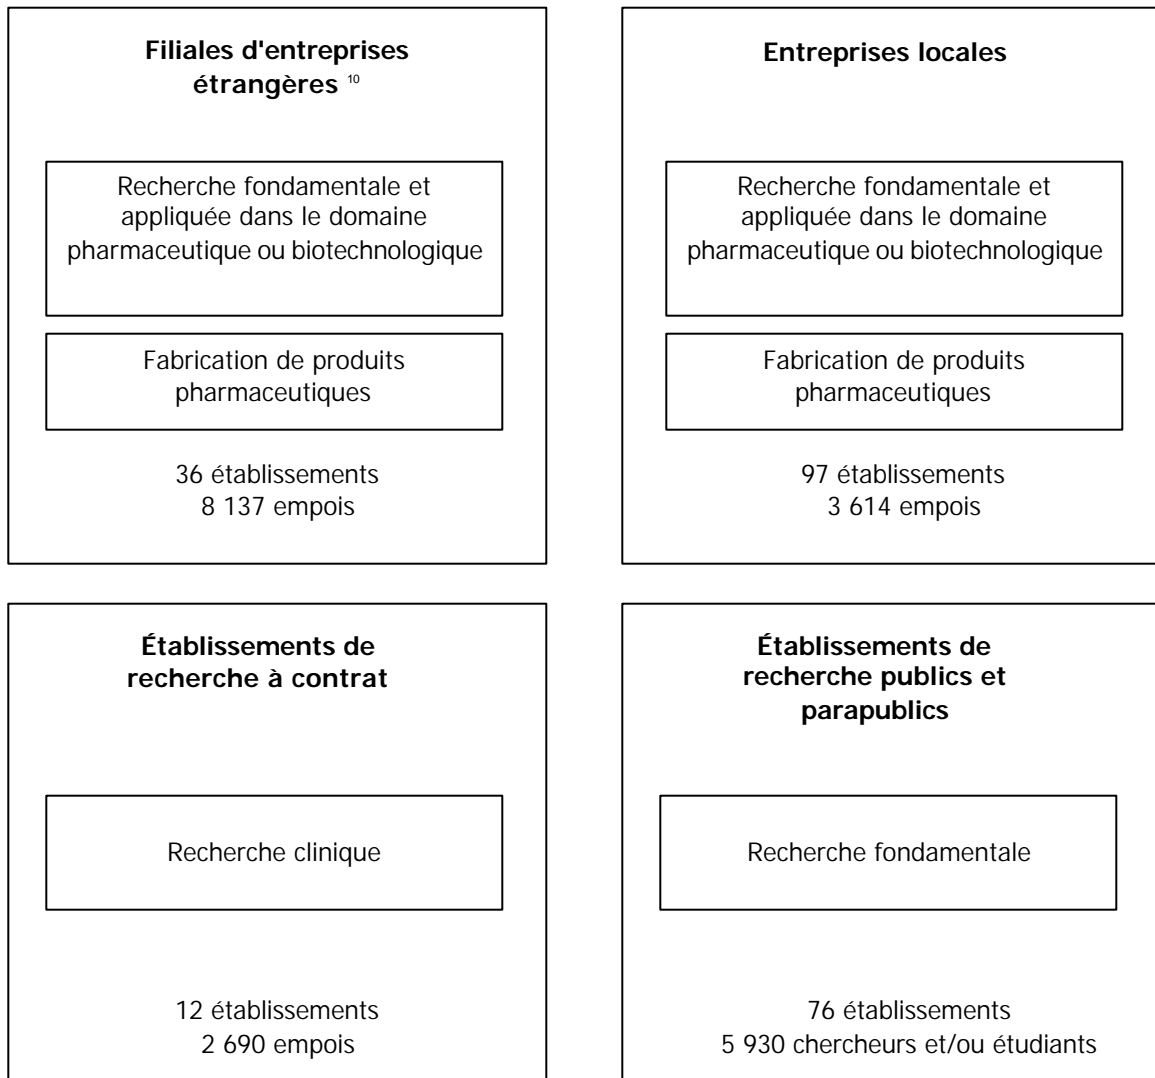 Filiales d'entreprises
étrangères 10
Recherche fondamentale et
appliquée dans le domaine
pharmaceutique ou biotechnologique
Fabrication de produits
pharmaceutiques
36 établissements
8 137 empois
Entreprises locales
Recherche fondamentale et
appliquée dans le domaine
pharmaceutique ou biotechnologique
Fabrication de produits
pharmaceutiques
97 établissements
3 614 empois
Établissements de
recherche à contrat
Recherche clinique
12 établissements
2 690 empois
Établissements de
recherche publics et
parapublics
Recherche fondamentale
76 établissements
5 930 chercheurs et/ou étudiants